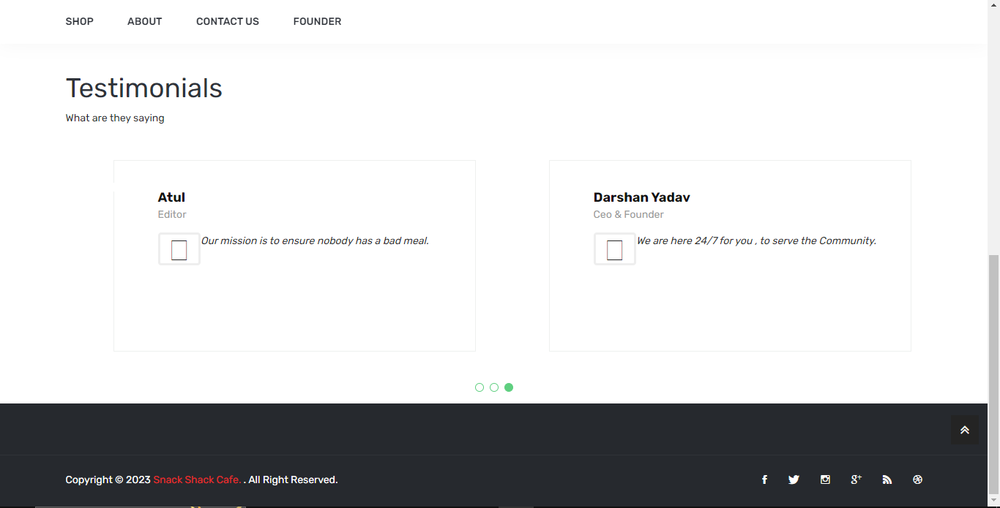 SHOP ABOUT CONTACT US FOUNDER
Testimonials
What are they saying
Atul
Editor
Our mission is to ensure nobody has a bad meal.
Darshan Yadav
Ceo & Founder
We are here 24/7 for you , to serve the Community.
Copyright © 2023 Snack Shack Cafe. . All Right Reserved.